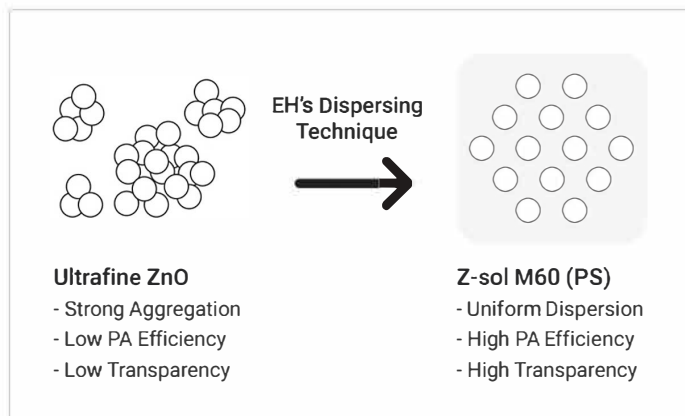 EH's Dispersing
Technique
Ultrafine ZnO
- Strong Aggregation
- Low PA Efficiency
- Low Transparency
Z-sol M60 (PS)
- Uniform Dispersion
- High PA Efficiency
- High Transparency